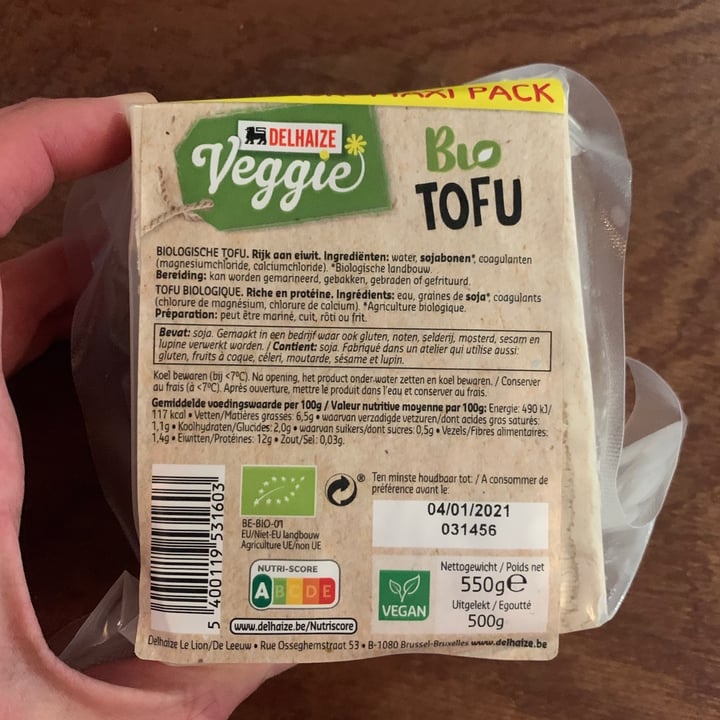 MAXI PACK
DELHAIZE
Veggie
Bio
TOFU
BIOLOGISCHE TOFU. Rijk aan eiwit. Ingrediënten: water, sojabonen*, coagulanten
(magnesiumchloride, calciumchloride). *Biologische landbouw.
Bereiding: kan worden gemarineerd, gebakken, gebraden of gefrituurd.
TOFU BIOLOGIQUE. Riche en protéine. Ingrédients: eau, graines de soja*, coagulants
(chlorure de magnésium, chlorure de calcium). *Agriculture biologique.
Préparation: peut être mariné, cuit, rôti ou frit.
Bevat: soja. Gemaakt in een bedrijf waar ook gluten, noten, selderij, mosterd, sesam en
lupine verwerkt worden. / Contient: soja. Fabriqué dans un atelier qui utilise aussi:
gluten, fruits à coque, céleri, moutarde, sésame et lupin.
Koel bewaren (bij <7°C). Na opening, het product onder water zetten en koel bewaren. / Conserver
au frais (à <7°C). Après ouverture, mettre le produit dans l'eau et conserver au frais.
Gemiddelde voedingswaarde per 100g / Valeur nutritive moyenne par 100g: Energie: 490 kJ/
117 kcal • Vetten/Matières grasses: 6,5g • waarvan verzadigde vetzuren/dont acides gras saturés:
1,1g • Koolhydraten/Glucides: 2,0g • waarvan suikers/dont sucres: 0,5g • Vezels/Fibres alimentaires:
1,4g • Eiwitten/Protéines: 12g • Zout/Sel: 0,03g.
5 400119 531603
BE-BIO-01
EU/Niet-EU landbouw
Agriculture UE/non UE
®
Ten minste houdbaar tot: / A consommer de
préférence avant le:
04/01/2021
031456
NUTRI-SCORE
A B C D E
www.delhaize.be/Nutriscore
VEGAN
Nettogewicht / Poids net
550g e
Uitgelekt / Egoutté
500g
Delhaize Le Lion/De Leeuw • Rue Osseghemstraat 53 • B-1080 Brussel-Bruxelles www.delhaize.be